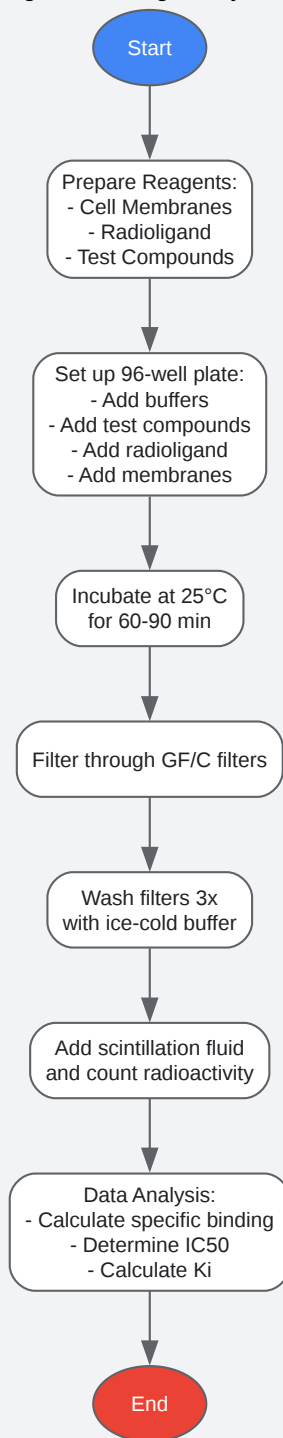 Start
Prepare Reagents:
- Cell Membranes
- Radioligand
- Test Compounds
Set up 96-well plate:
- Add buffers
- Add test compounds
- Add radioligand
- Add membranes
Incubate at 25°C
for 60-90 min
Filter through GF/C filters
Wash filters 3x
with ice-cold buffer
Add scintillation fluid
and count radioactivity
Data Analysis:
- Calculate specific binding
- Determine IC50
- Calculate Ki
End